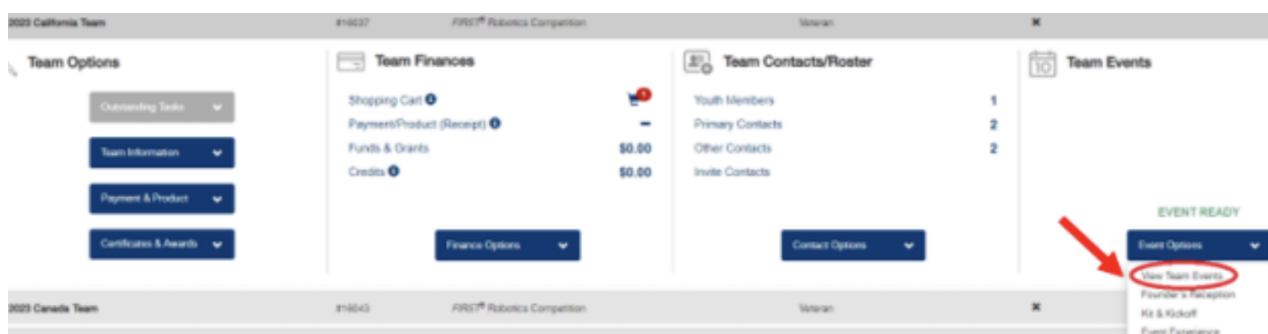 2023 California Team #16037 FIRST® Robotics Competition Veteran ✖
Team Options
Outstanding Tasks
Team Information
Payment & Product
Certificates & Awards
Team Finances
Shopping Cart
Payment/Product (Receipt) –
Funds & Grants $0.00
Credits $0.00
Finance Options
Team Contacts/Roster
Youth Members 1
Primary Contacts 2
Other Contacts 2
Invite Contacts
Contact Options
10 Team Events
EVENT READY
Event Options
View Team Events
Founder's Reception
Kit & Kickoff
Event Experience
2023 Canada Team #16043 FIRST® Robotics Competition Veteran ✖